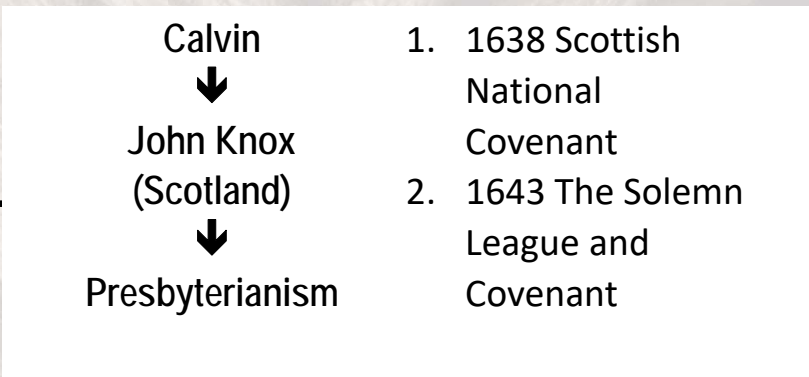 Calvin
🡻
John Knox
(Scotland)
🡻
Presbyterianism
1. 1638 Scottish
National
Covenant
2. 1643 The Solemn
League and
Covenant